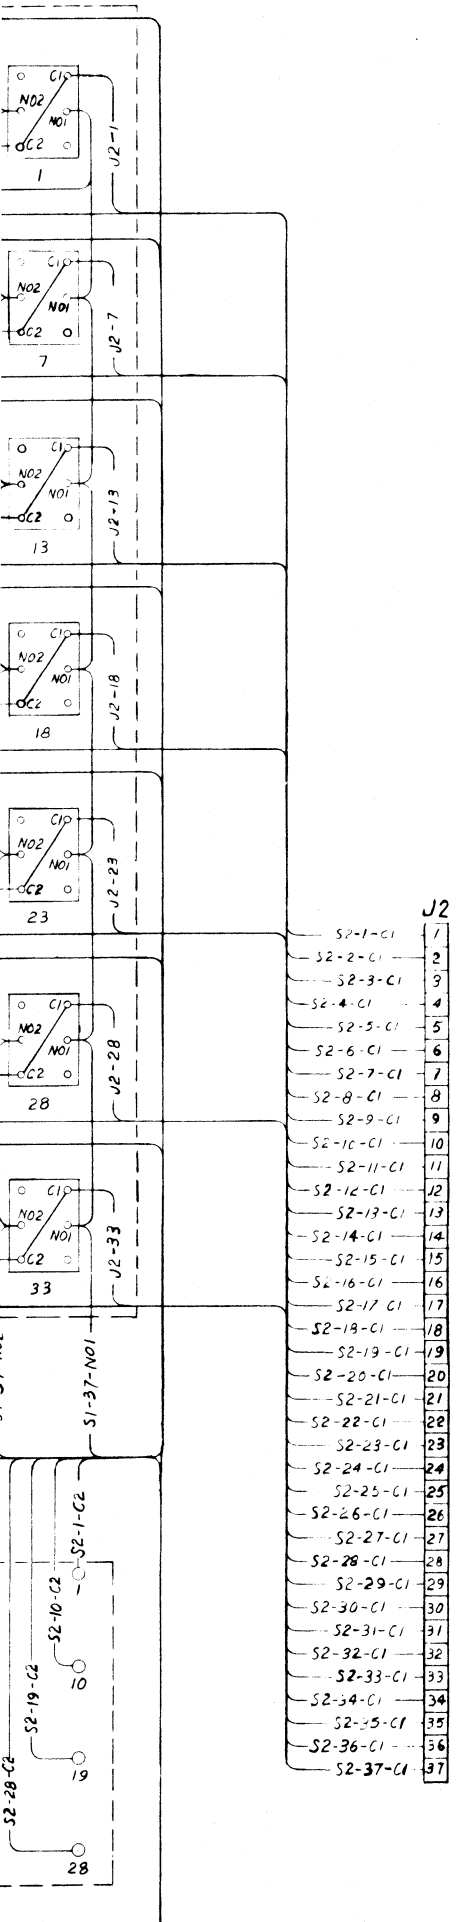 C1
NO2
NO1
C2
1
J2-1
C1
NO2
NO1
C2
7
J2-7
C1
NO2
NO1
C2
13
J2-13
C1
NO2
NO1
C2
18
J2-18
C1
NO2
NO1
C2
23
J2-23
C1
NO2
NO1
C2
28
J2-28
C1
NO2
NO1
C2
33
J2-33
S1-37-NO1
S2-1-C2
S2-10-C2
S2-19-C2
S2-28-C2
1
10
19
28
J2
S2-1-C1 1
S2-2-C1 2
S2-3-C1 3
S2-4-C1 4
S2-5-C1 5
S2-6-C1 6
S2-7-C1 7
S2-8-C1 8
S2-9-C1 9
S2-10-C1 10
S2-11-C1 11
S2-12-C1 12
S2-13-C1 13
S2-14-C1 14
S2-15-C1 15
S2-16-C1 16
S2-17-C1 17
S2-18-C1 18
S2-19-C1 19
S2-20-C1 20
S2-21-C1 21
S2-22-C1 22
S2-23-C1 23
S2-24-C1 24
S2-25-C1 25
S2-26-C1 26
S2-27-C1 27
S2-28-C1 28
S2-29-C1 29
S2-30-C1 30
S2-31-C1 31
S2-32-C1 32
S2-33-C1 33
S2-34-C1 34
S2-35-C1 35
S2-36-C1 36
S2-37-C1 37